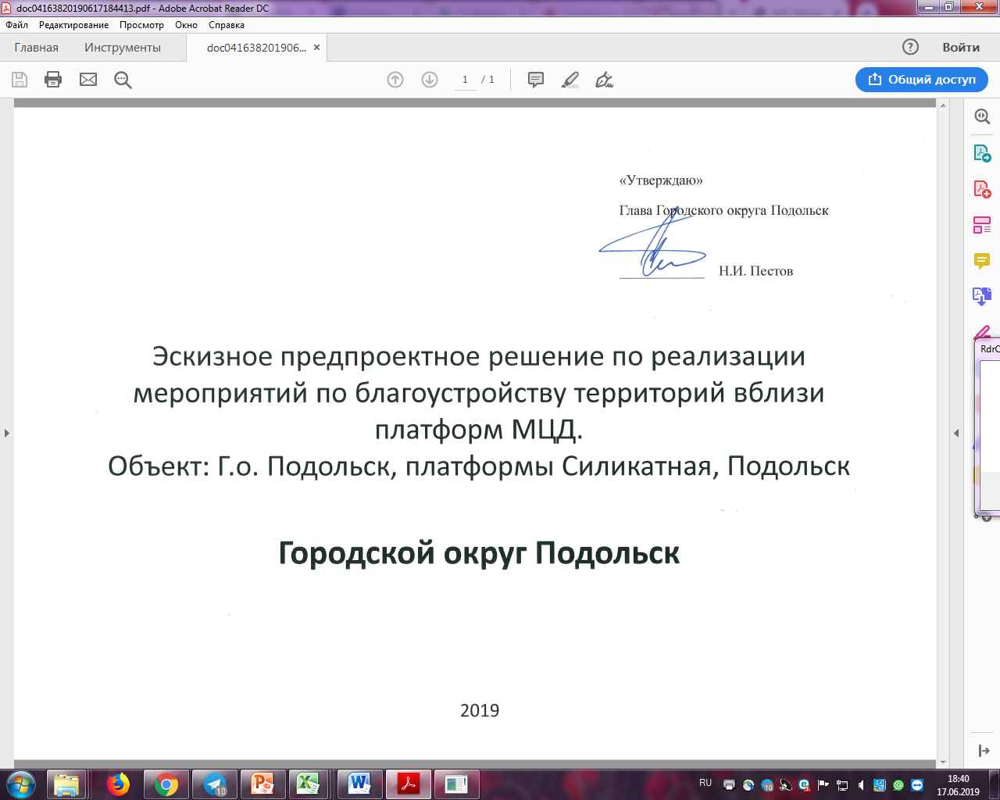 doc04163820190617184413.pdf - Adobe Acrobat Reader DC
Файл Редактирование Просмотр Окно Справка
Главная Инструменты doc041638201906... × Войти
1 / 1 Общий доступ
«Утверждаю»
Глава Городского округа Подольск
Н.И. Пестов
RdrC
Эскизное предпроектное решение по реализации
мероприятий по благоустройству территорий вблизи
платформ МЦД.
Объект: Г.о. Подольск, платформы Силикатная, Подольск
Городской округ Подольск
2019
RU 18:40
17.06.2019